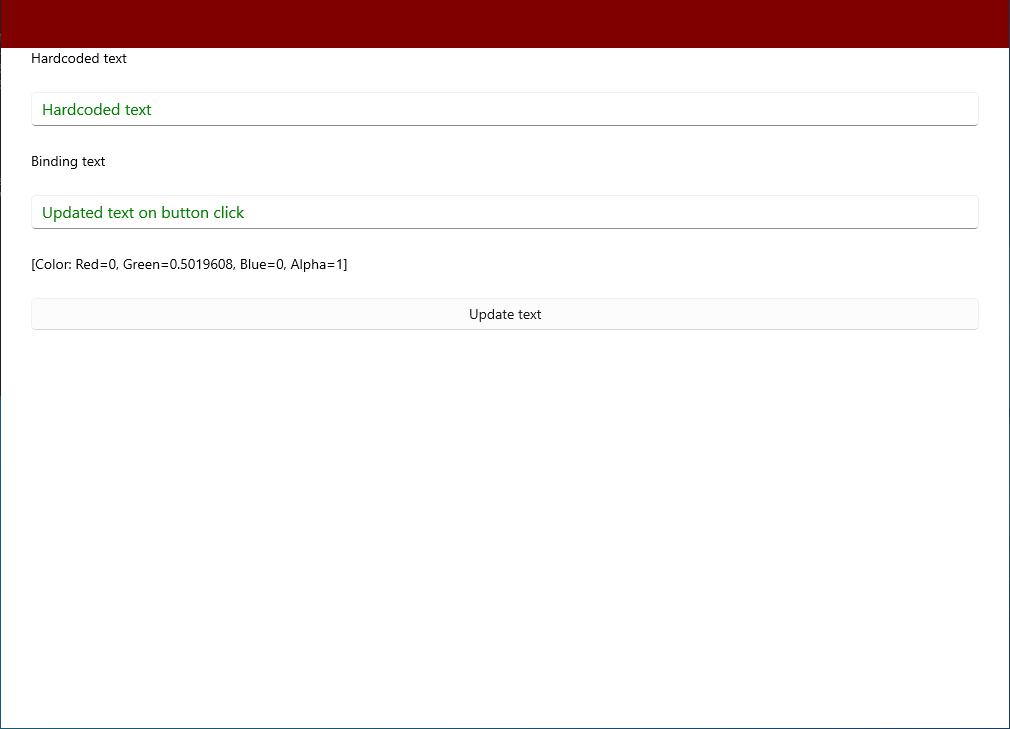 Hardcoded text
Hardcoded text
Binding text
Updated text on button click
[Color: Red=0, Green=0.5019608, Blue=0, Alpha=1]
Update text